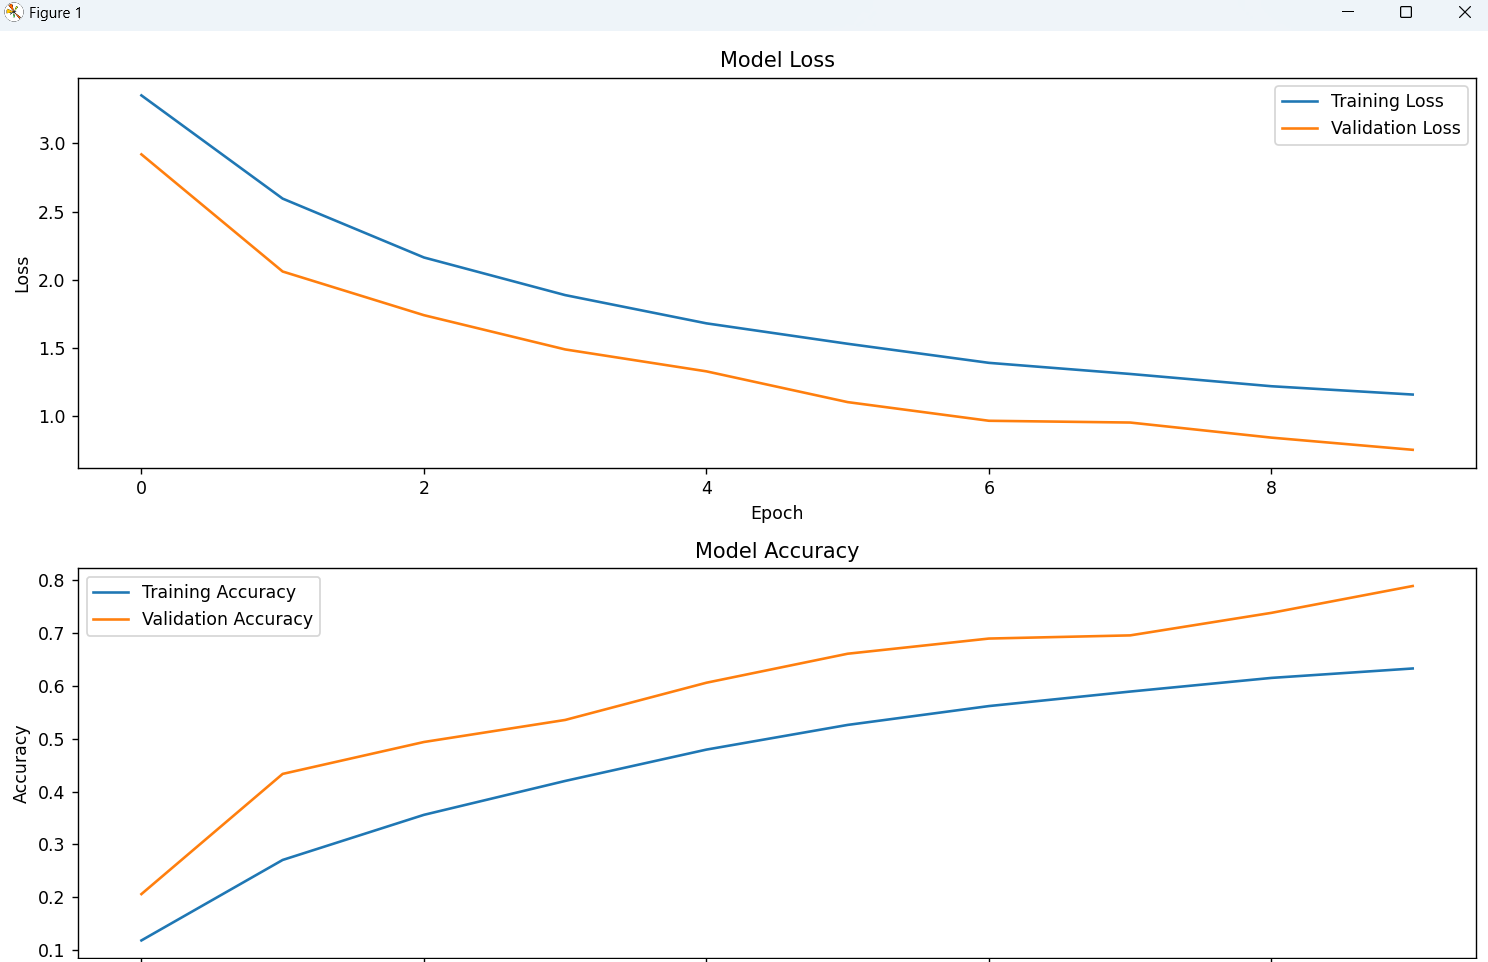 Figure 1
Model Loss
Training Loss
Validation Loss
3.0
2.5
2.0
1.5
1.0
Loss
0 2 4 6 8
Epoch
Model Accuracy
Training Accuracy
Validation Accuracy
0.8
0.7
0.6
0.5
0.4
0.3
0.2
0.1
Accuracy